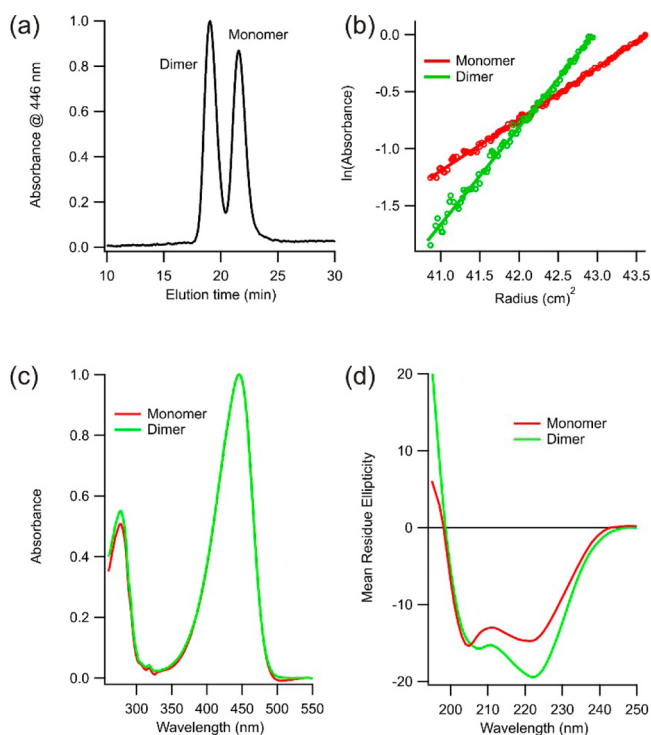 (a)
Absorbance @ 446 nm
1.0
0.8
0.6
0.4
0.2
0.0
Dimer
Monomer
10
15
20
25
30
Elution time (min)
(b)
ln(Absorbance)
0.0
-0.5
-1.0
-1.5
Monomer
Dimer
41.0
41.5
42.0
42.5
43.0
43.5
Radius (cm)²
(c)
Absorbance
1.0
0.8
0.6
0.4
0.2
0.0
Monomer
Dimer
300
350
400
450
500
550
Wavelength (nm)
(d)
Mean Residue Ellipticity
20
10
0
-10
-20
Monomer
Dimer
200
210
220
230
240
250
Wavelength (nm)